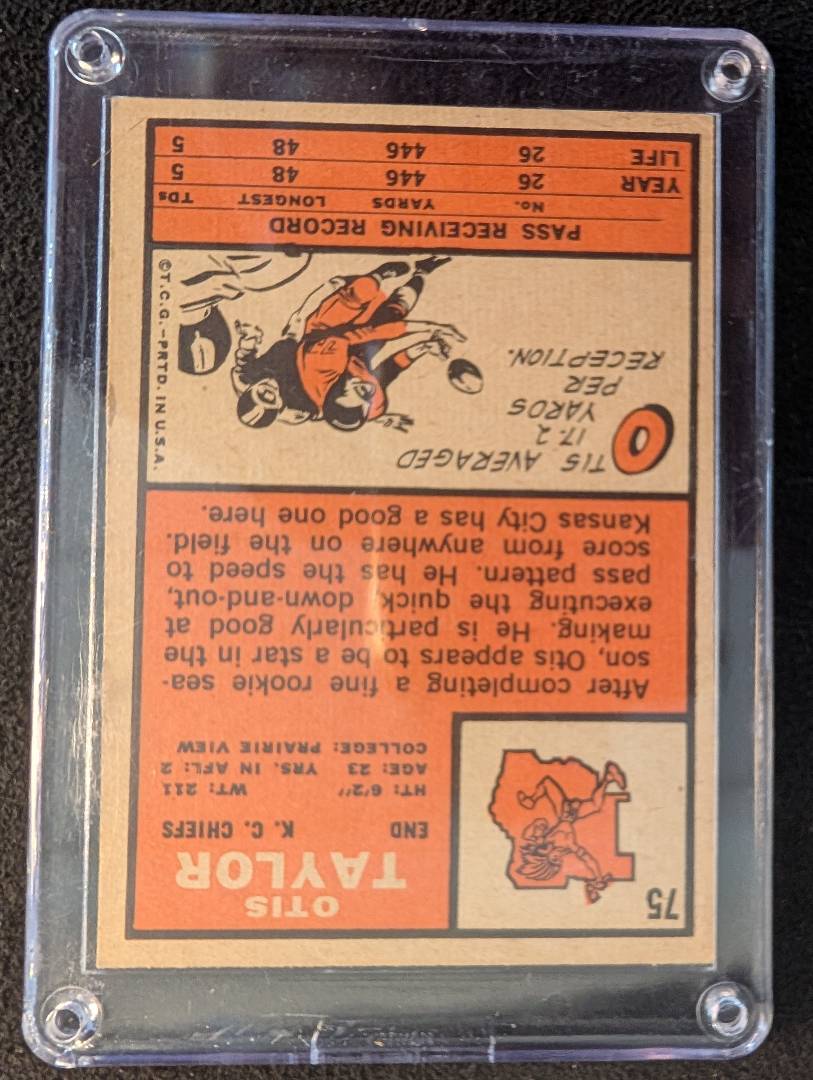 75
OTIS
TAYLOR
END K. C. CHIEFS
HT: 6'2" WT: 211
AGE: 23 YRS. IN AFL: 2
COLLEGE: PRAIRIE VIEW
After completing a fine rookie sea-
son, Otis appears to be a star in the
making. He is particularly good at
executing the quick down-and-out,
pass pattern. He has the speed to
score from anywhere on the field.
Kansas City has a good one here.
OTIS AVERAGED
17.2
YARDS
PER
RECEPTION.
©T.C.G.-PRTD. IN U.S.A.
PASS RECEIVING RECORD
No. YARDS LONGEST TDs
YEAR 26 446 48 5
LIFE 26 446 48 5